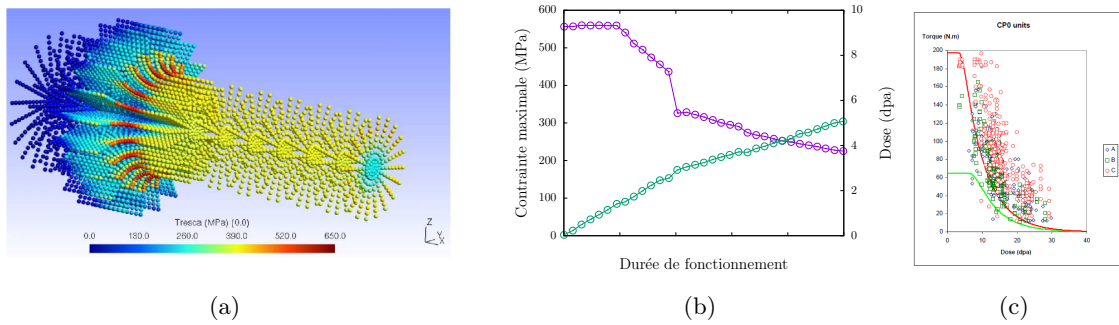 Tresca (MPa) (0.0)
0.0 130.0 260.0 390.0 520.0 650.0
Z
Y
X
(a)
600
500
400
300
200
100
0
Contrainte maximale (MPa)
10
8
6
4
2
0
Dose (dpa)
Durée de fonctionnement
(b)
CP0 units
Torque (N.m)
200
180
160
140
120
100
80
60
40
20
0
0 10 20 30 40
Dose (dpa)
A
B
C
(c)